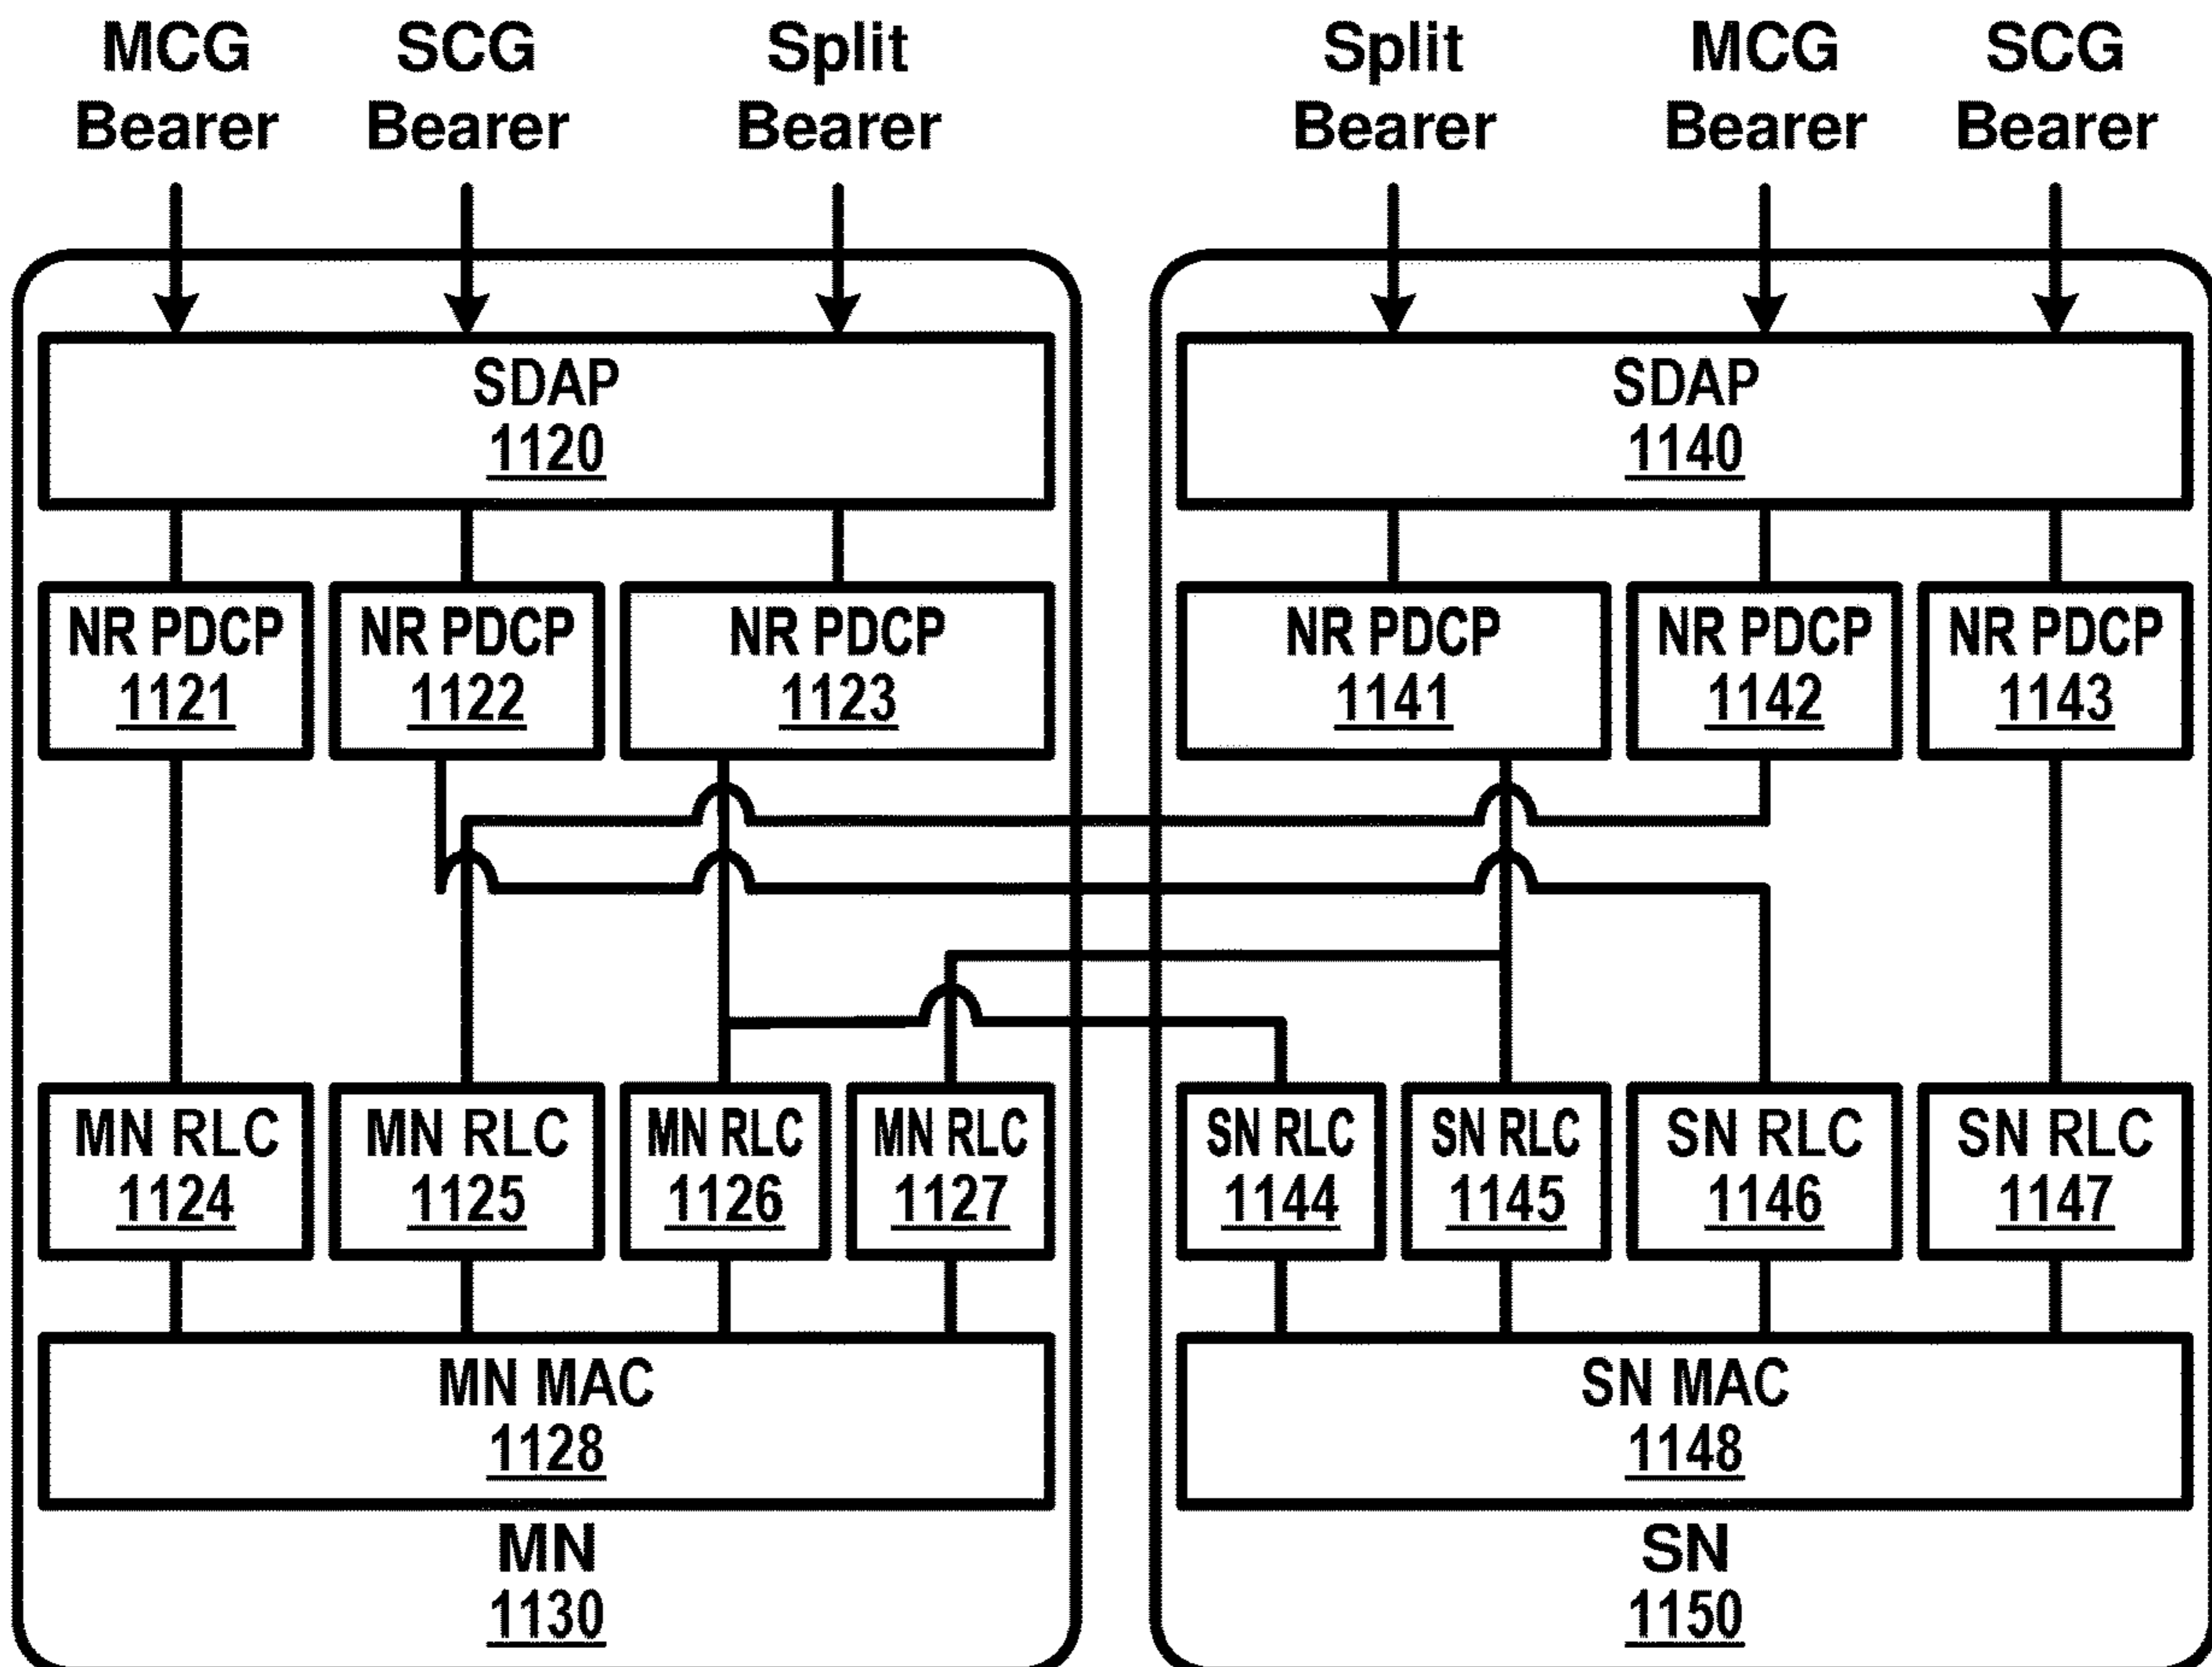 MCG Bearer
SCG Bearer
Split Bearer
Split Bearer
MCG Bearer
SCG Bearer
SDAP
1120
SDAP
1140
NR PDCP
1121
NR PDCP
1122
NR PDCP
1123
NR PDCP
1141
NR PDCP
1142
NR PDCP
1143
MN RLC
1124
MN RLC
1125
MN RLC
1126
MN RLC
1127
SN RLC
1144
SN RLC
1145
SN RLC
1146
SN RLC
1147
MN MAC
1128
SN MAC
1148
MN
1130
SN
1150